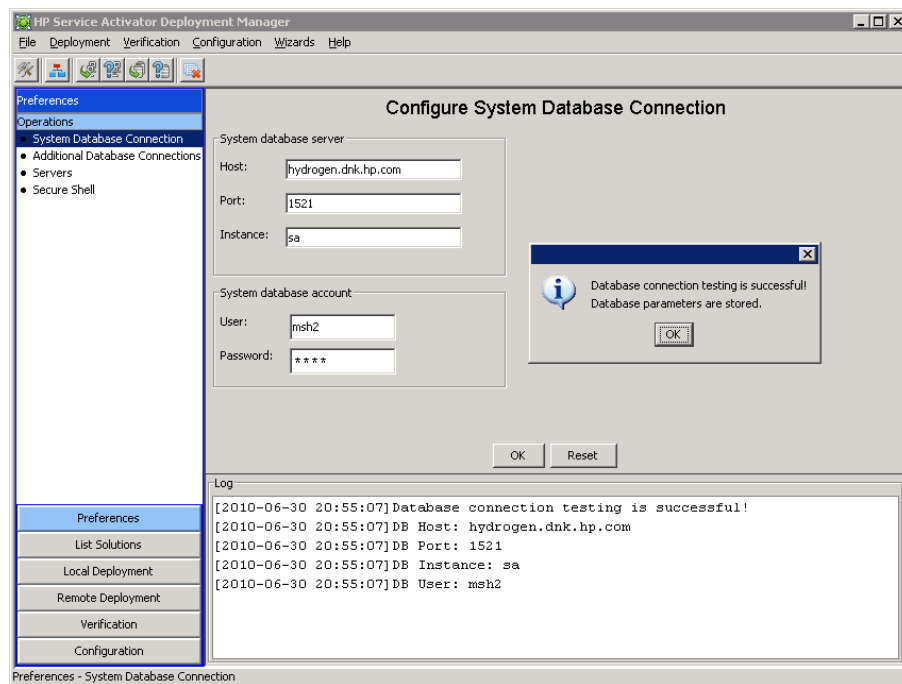 HP Service Activator Deployment Manager
File Deployment Verification Configuration Wizards Help
Preferences
Operations
• System Database Connection
• Additional Database Connections
• Servers
• Secure Shell
Configure System Database Connection
System database server
Host: hydrogen.dnk.hp.com
Port: 1521
Instance: sa
System database account
User: msh2
Password: ****
Database connection testing is successful!
Database parameters are stored.
OK
OK Reset
Preferences
List Solutions
Local Deployment
Remote Deployment
Verification
Configuration
Log
[2010-06-30 20:55:07]Database connection testing is successful!
[2010-06-30 20:55:07]DB Host: hydrogen.dnk.hp.com
[2010-06-30 20:55:07]DB Port: 1521
[2010-06-30 20:55:07]DB Instance: sa
[2010-06-30 20:55:07]DB User: msh2
Preferences - System Database Connection